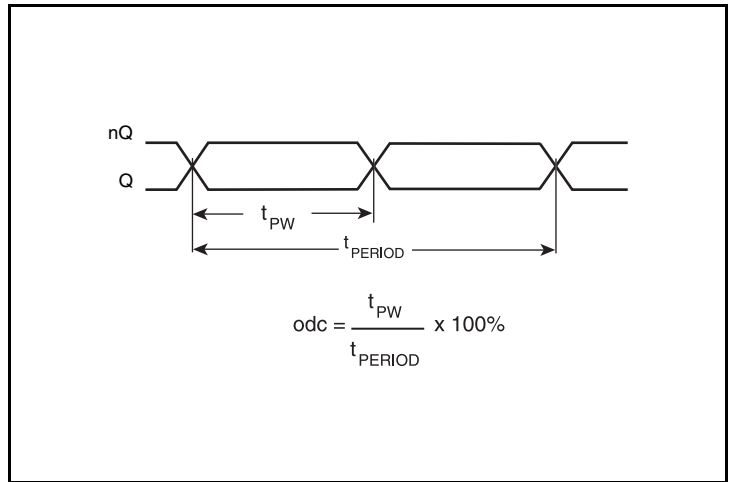 nQ
Q
tPW
tPERIOD
odc = tPW / tPERIOD x 100%